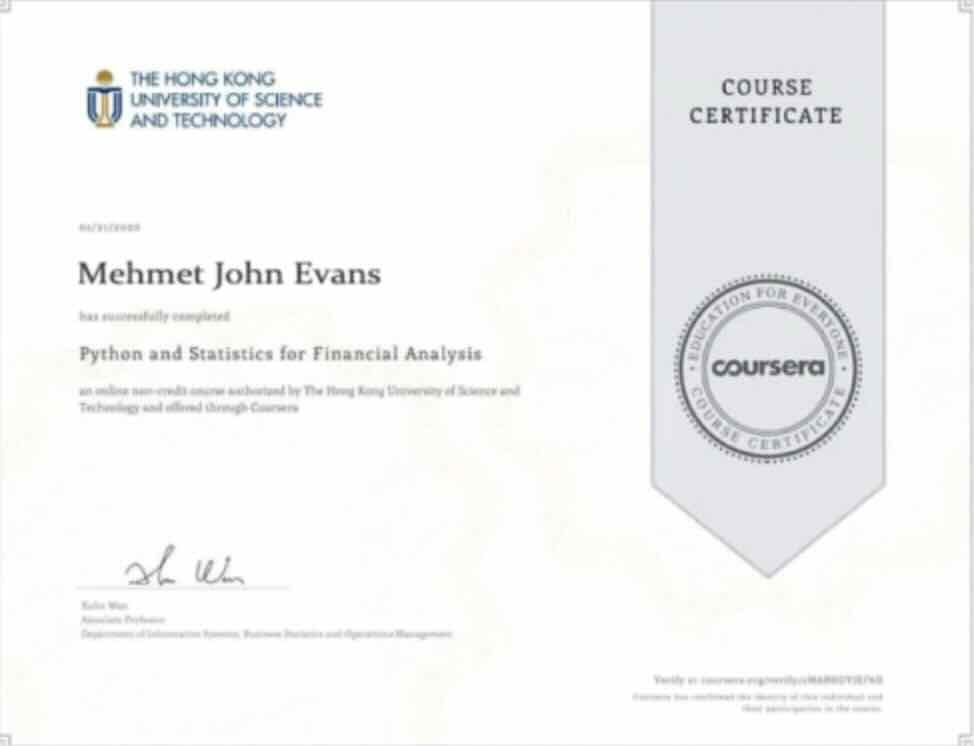 THE HONG KONG
UNIVERSITY OF SCIENCE
AND TECHNOLOGY
COURSE
CERTIFICATE
Mehmet John Evans
has successfully completed
Python and Statistics for Financial Analysis
an online non-credit course authorized by The Hong Kong University of Science and
Technology and offered through Coursera
EDUCATION FOR EVERYONE
coursera
COURSE CERTIFICATE
Associate Professor
Department of Information Systems, Business Statistics and Operations Management
Verify at coursera.org/verify/
Coursera has confirmed the identity of this individual and
their participation in the course.